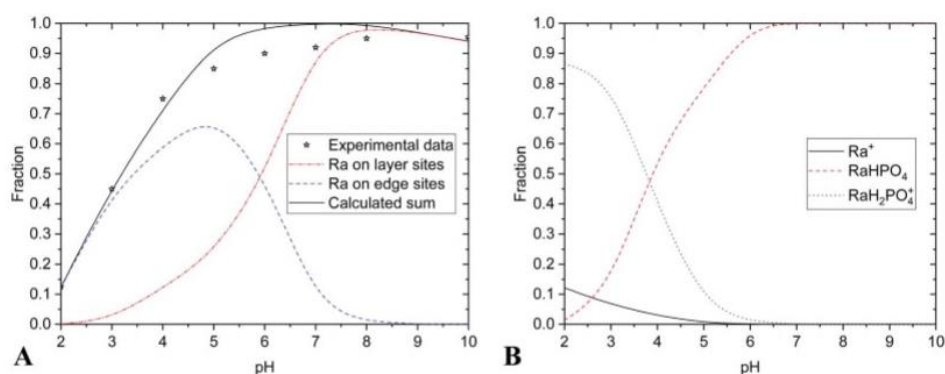 1.0
0.9
0.8
0.7
0.6
0.5
0.4
0.3
0.2
0.1
0.0
Fraction
Experimental data
Ra on layer sites
Ra on edge sites
Calculated sum
2 3 4 5 6 7 8 9 10
pH
A
1.0
0.9
0.8
0.7
0.6
0.5
0.4
0.3
0.2
0.1
0.0
Fraction
Ra⁺
RaHPO₄
RaH₂PO₄⁺
2 3 4 5 6 7 8 9 10
pH
B